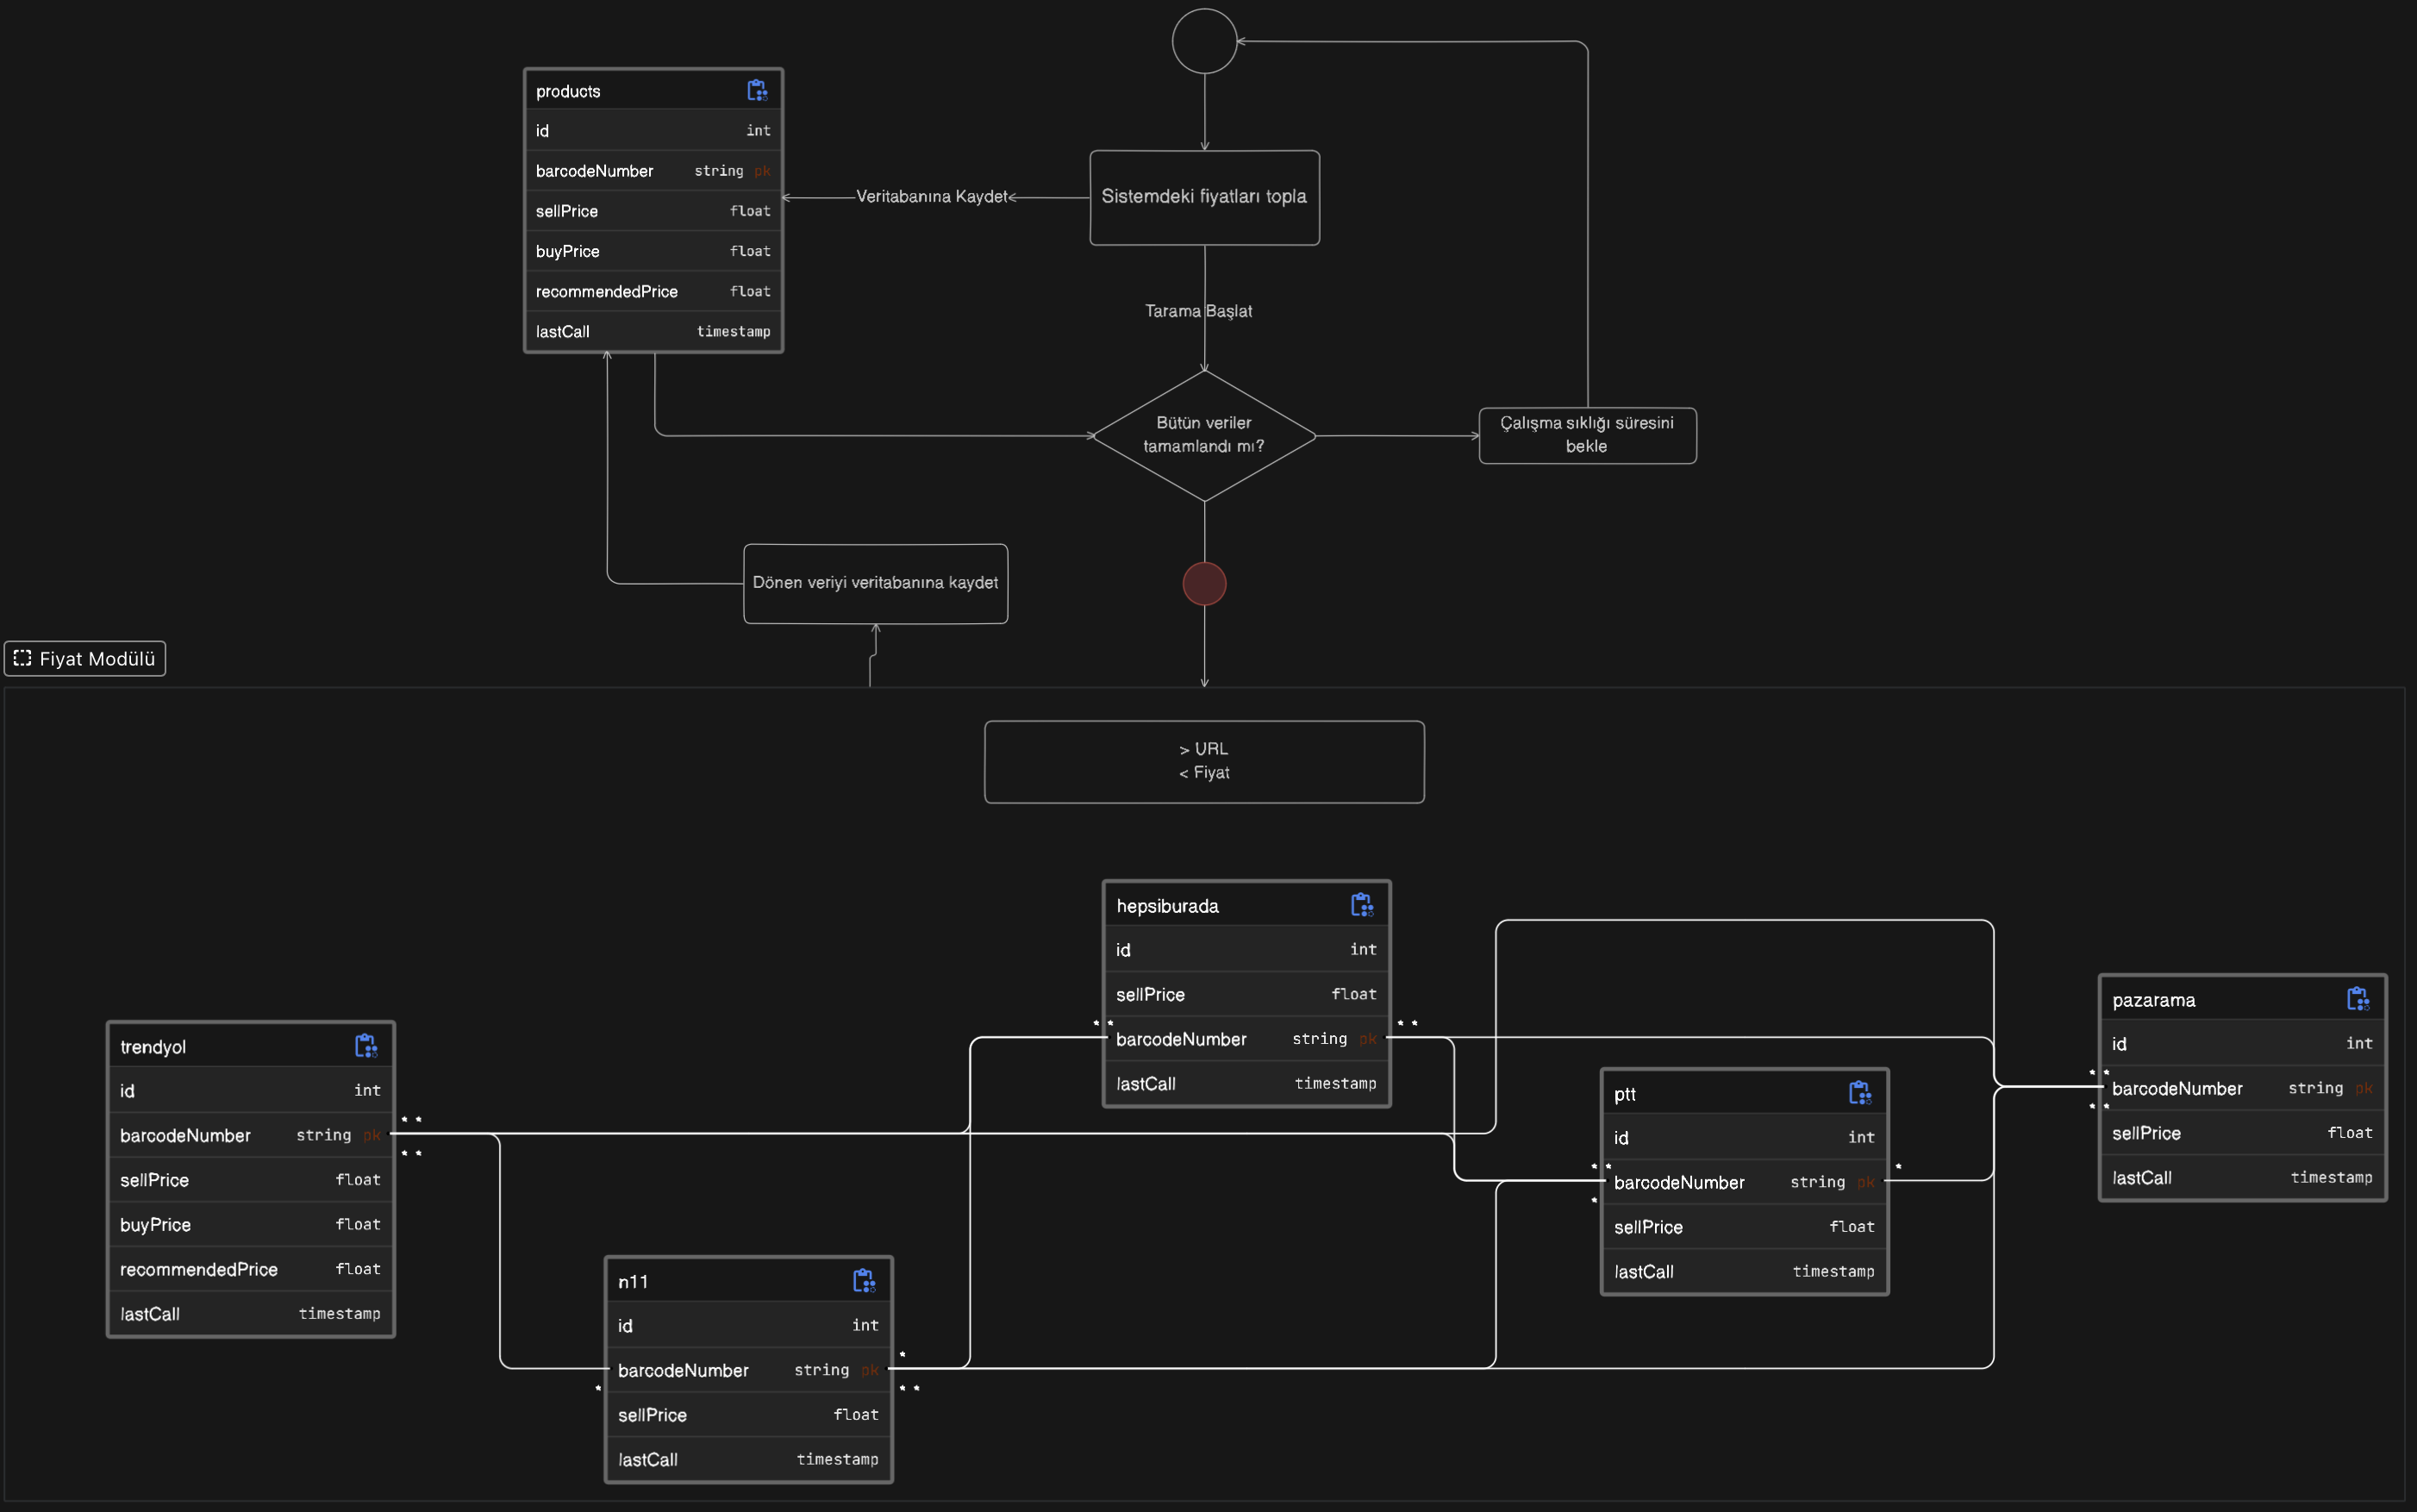 products
id int
barcodeNumber string pk
sellPrice float
buyPrice float
recommendedPrice float
lastCall timestamp
Veritabanına Kaydet
Sistemdeki fiyatları topla
Tarama Başlat
Bütün veriler
tamamlandı mı?
Çalışma sıklığı süresini
bekle
Dönen veriyi veritabanına kaydet
Fiyat Modülü
> URL
< Fiyat
hepsiburada
id int
sellPrice float
barcodeNumber string pk
lastCall timestamp
pazarama
id int
barcodeNumber string pk
sellPrice float
lastCall timestamp
trendyol
id int
barcodeNumber string pk
sellPrice float
buyPrice float
recommendedPrice float
lastCall timestamp
ptt
id int
barcodeNumber string pk
sellPrice float
lastCall timestamp
n11
id int
barcodeNumber string pk
sellPrice float
lastCall timestamp